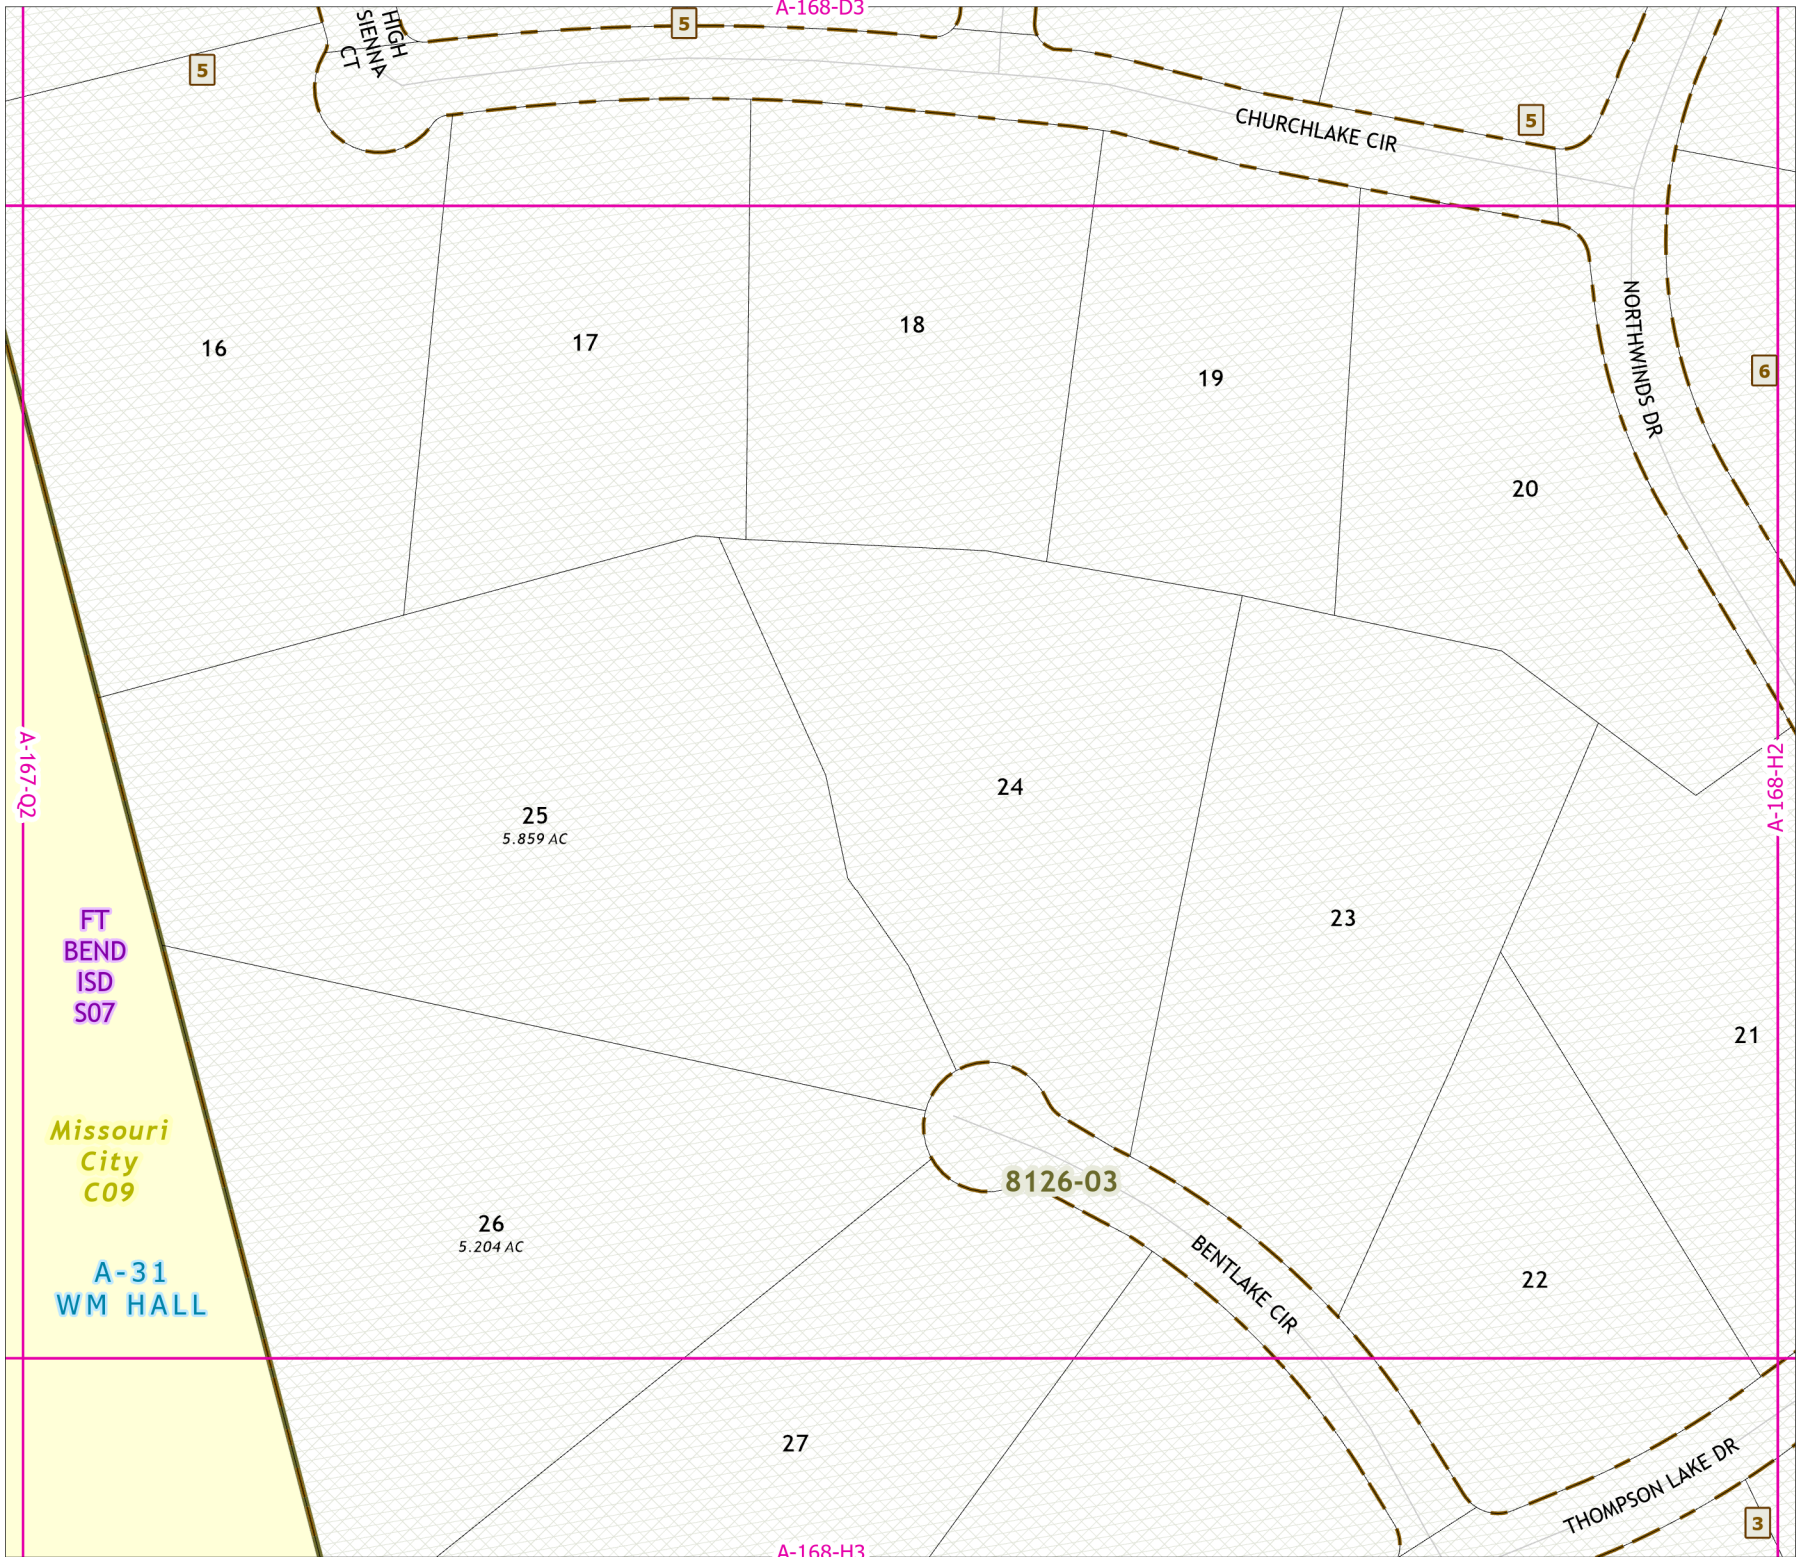 A-168-D3
HIGH
SIENNA
CT
5
5
5
CHURCHLAKE CIR
NORTHWINDS DR
6
16
17
18
19
20
A-167-Q2
A-168-H2
25
5.859 AC
24
23
21
FT
BEND
ISD
S07
Missouri
City
C09
A-31
WM HALL
26
5.204 AC
8126-03
BENTLAKE CIR
22
27
THOMPSON LAKE DR
3
A-168-H3